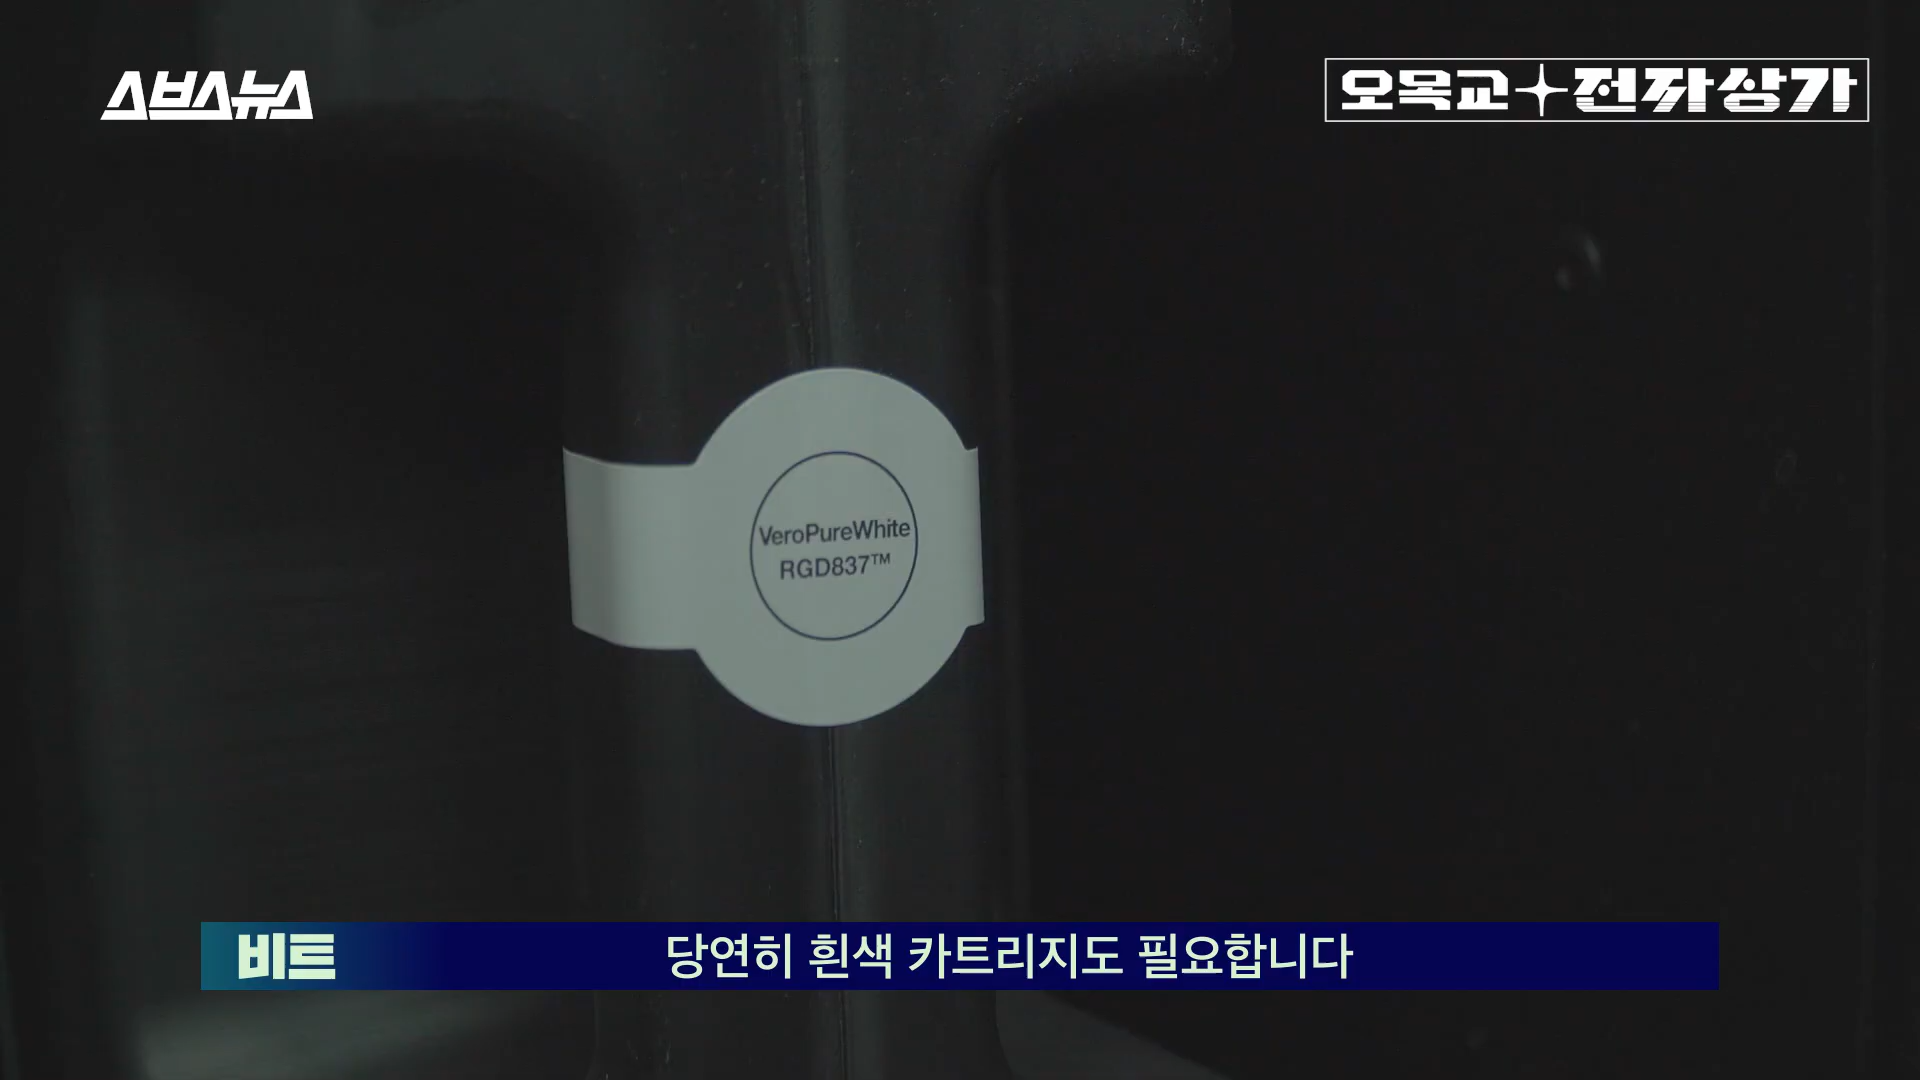 스브스뉴스
오목교 전자상가
VeroPureWhite
RGD837™
비트
당연히 흰색 카트리지도 필요합니다